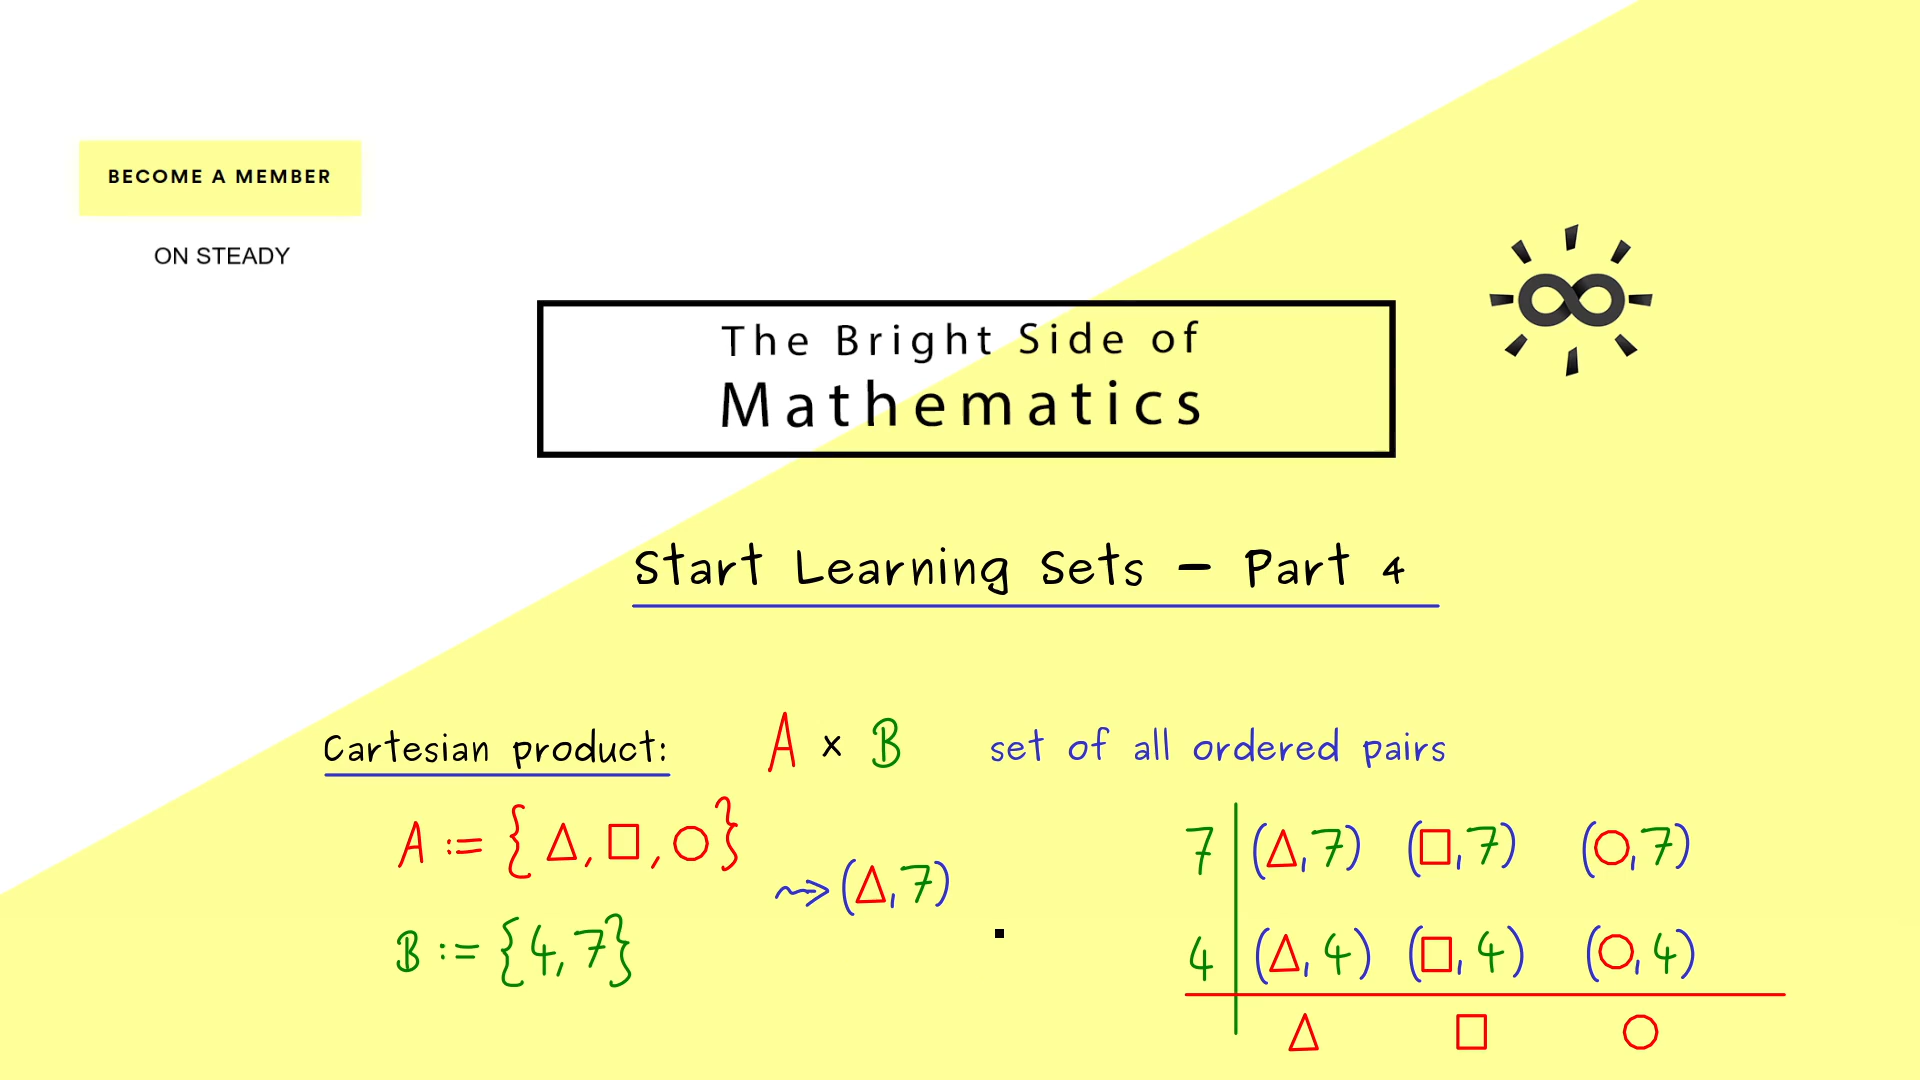 BECOME A MEMBER
ON STEADY
The Bright Side of
Mathematics
Start Learning Sets - Part 4
Cartesian product: A × B set of all ordered pairs
A := { △, □, ○ }
⤳ (△, 7)
B := {4, 7}
7 (△, 7) (□, 7) (○, 7)
4 (△, 4) (□, 4) (○, 4)
△ □ ○